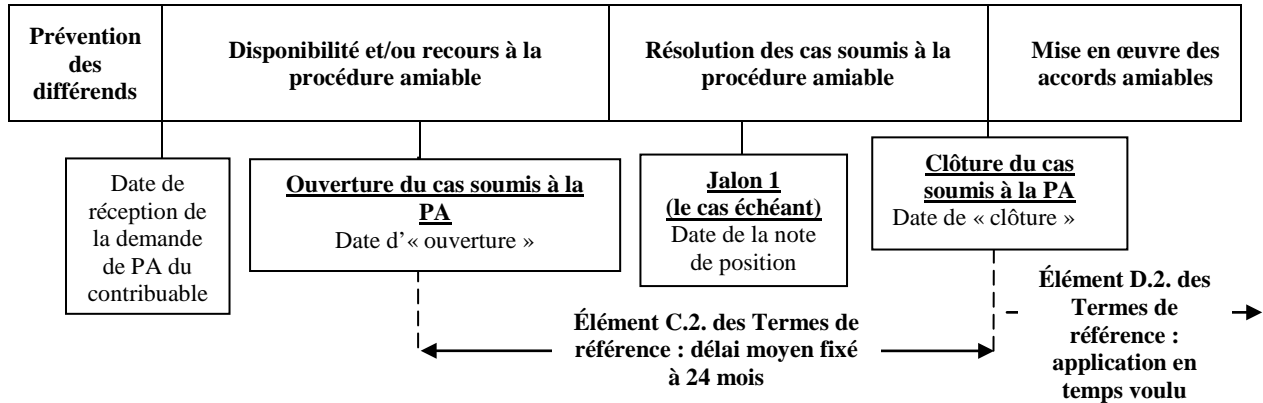 Prévention
des
différends
Disponibilité et/ou recours à la
procédure amiable
Résolution des cas soumis à la
procédure amiable
Mise en œuvre des
accords amiables
Date de
réception de
la demande
de PA du
contribuable
Ouverture du cas soumis à la
PA
Date d'« ouverture »
Jalon 1
(le cas échéant)
Date de la note
de position
Clôture du cas
soumis à la PA
Date de « clôture »
Élément C.2. des Termes de
référence : délai moyen fixé
à 24 mois
Élément D.2. des
Termes de
référence :
application en
temps voulu